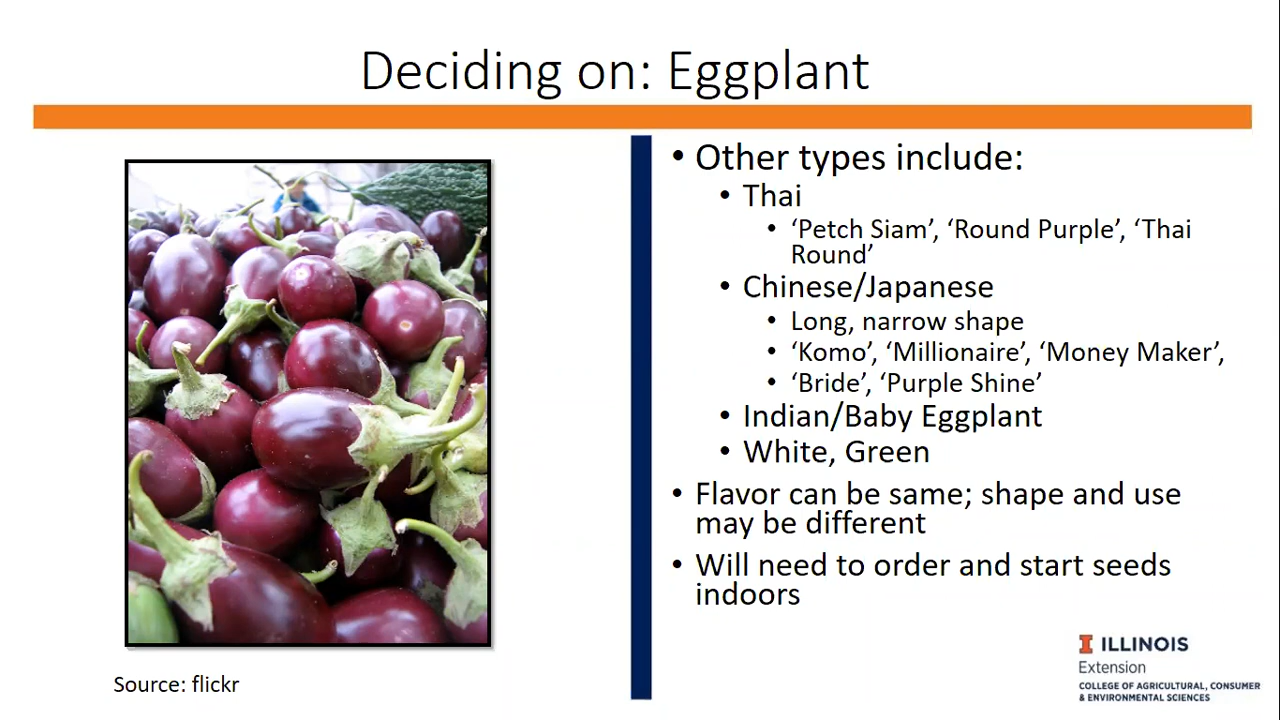 Deciding on: Eggplant
• Other types include:
• Thai
• ‘Petch Siam’, ‘Round Purple’, ‘Thai
Round’
• Chinese/Japanese
• Long, narrow shape
• ‘Komo’, ‘Millionaire’, ‘Money Maker’,
• ‘Bride’, ‘Purple Shine’
• Indian/Baby Eggplant
• White, Green
• Flavor can be same; shape and use
may be different
• Will need to order and start seeds
indoors
Source: flickr
I ILLINOIS
Extension
COLLEGE OF AGRICULTURAL, CONSUMER
& ENVIRONMENTAL SCIENCES